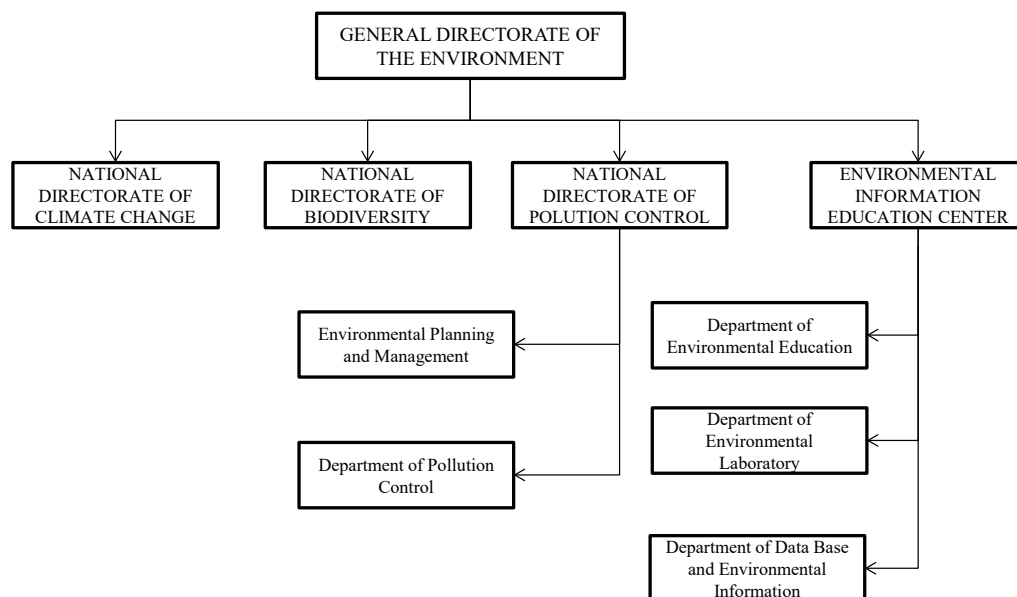 GENERAL DIRECTORATE OF
THE ENVIRONMENT
NATIONAL
DIRECTORATE OF
CLIMATE CHANGE
NATIONAL
DIRECTORATE OF
BIODIVERSITY
NATIONAL
DIRECTORATE OF
POLUTION CONTROL
ENVIRONMENTAL
INFORMATION
EDUCATION CENTER
Environmental Planning
and Management
Department of
Environmental Education
Department of Pollution
Control
Department of
Environmental
Laboratory
Department of Data Base
and Environmental
Information